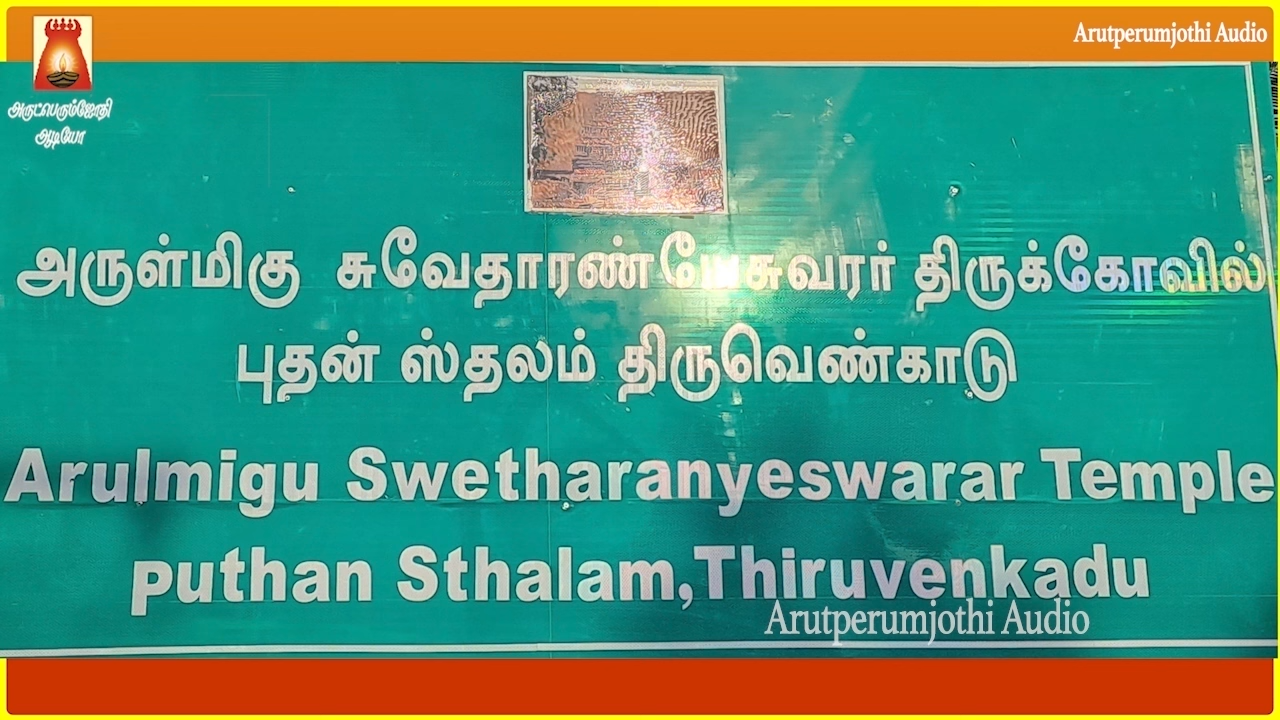 Arutperumjothi Audio
அருட்பெரும்ஜோதி
ஆடியோ
அருள்மிகு சுவேதாரண்யேசுவரர் திருக்கோவில்
புதன் ஸ்தலம் திருவெண்காடு
Arulmigu Swetharanyeswarar Temple
puthan Sthalam,Thiruvenkadu
Arutperumjothi Audio